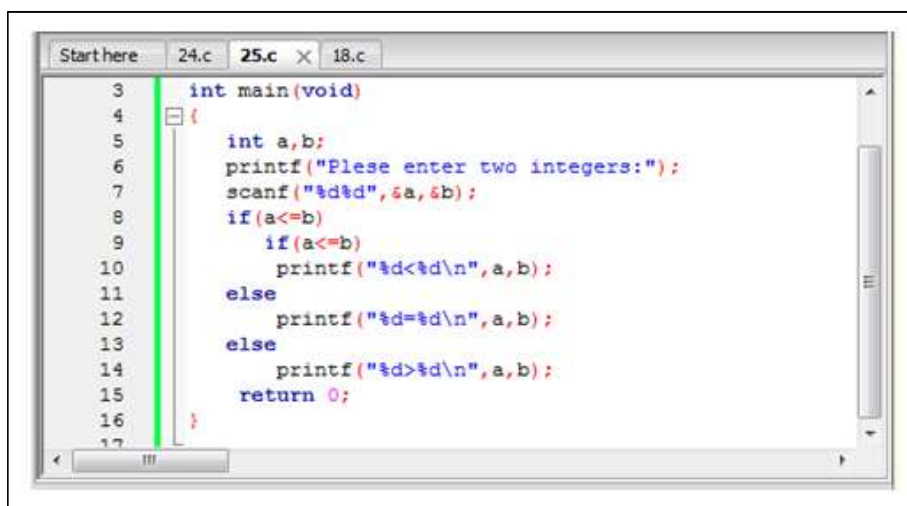 Start here 24.c 25.c 18.c
3 int main(void)
4 {
5 int a,b;
6 printf("Plese enter two integers:");
7 scanf("%d%d",&a,&b);
8 if(a<=b)
9 if(a<=b)
10 printf("%d<%d\n",a,b);
11 else
12 printf("%d=%d\n",a,b);
13 else
14 printf("%d>%d\n",a,b);
15 return 0;
16 }
17